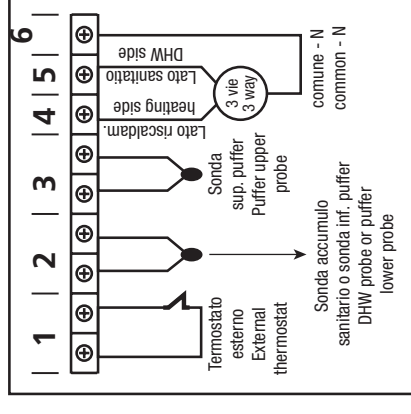 1
2
3
4
5
6
Termostato
esterno
External
thermostat
Sonda accumulo
sanitario o sonda inf. puffer
DHW probe or puffer
lower probe
Sonda
sup. puffer
Puffer upper
probe
Lato riscaldam.
heating side
Lato sanitatio
DHW side
3 vie
3 way
comune - N
common - N